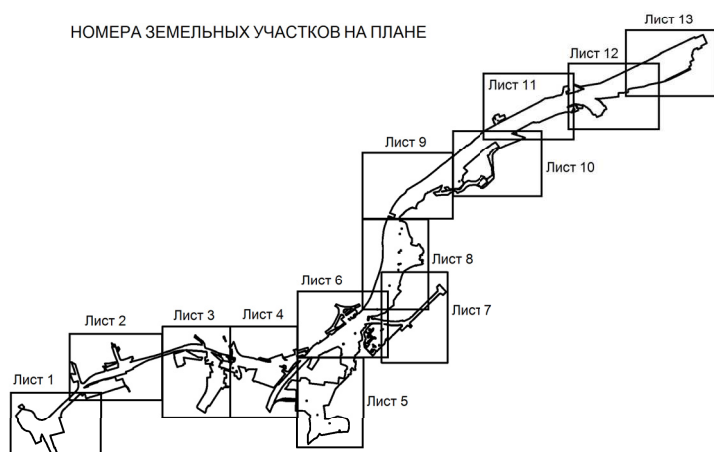 НОМЕРА ЗЕМЕЛЬНЫХ УЧАСТКОВ НА ПЛАНЕ
Лист 13
Лист 12
Лист 11
Лист 9
Лист 10
Лист 8
Лист 6
Лист 7
Лист 2
Лист 3
Лист 4
Лист 1
Лист 5